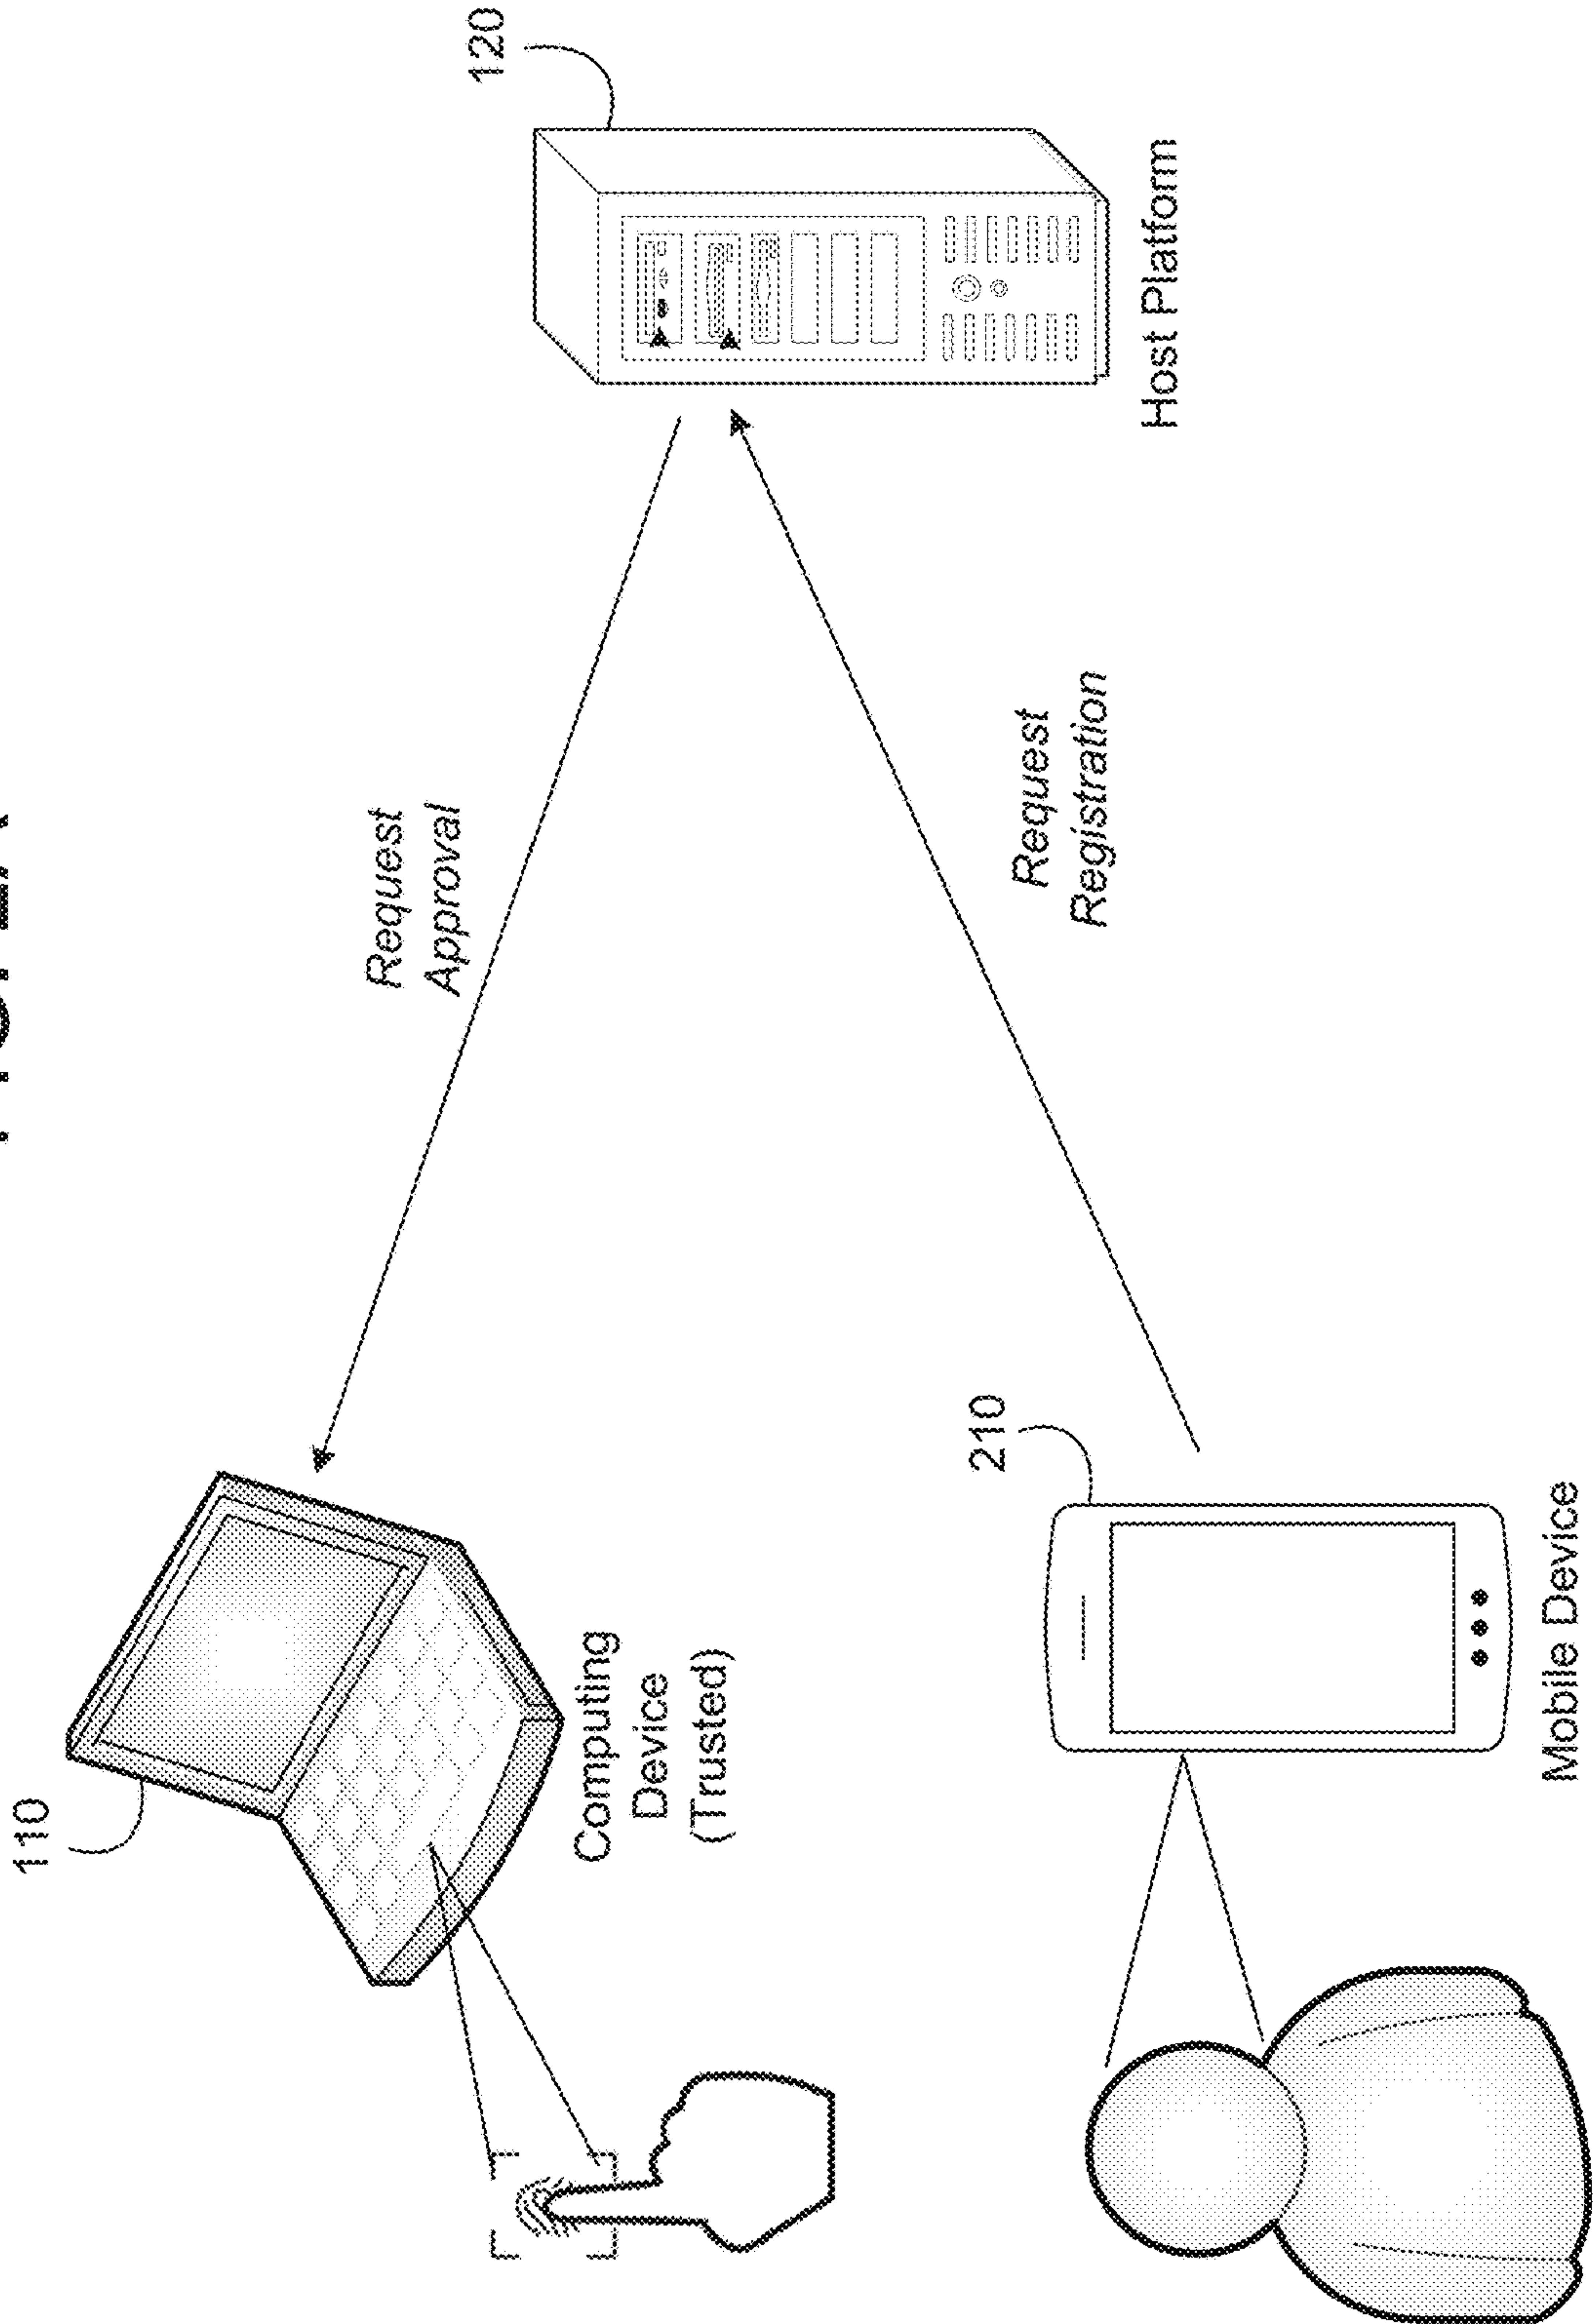 120
Host Platform
Request
Approval
Request
Registration
110
Computing
Device
(Trusted)
210
Mobile Device